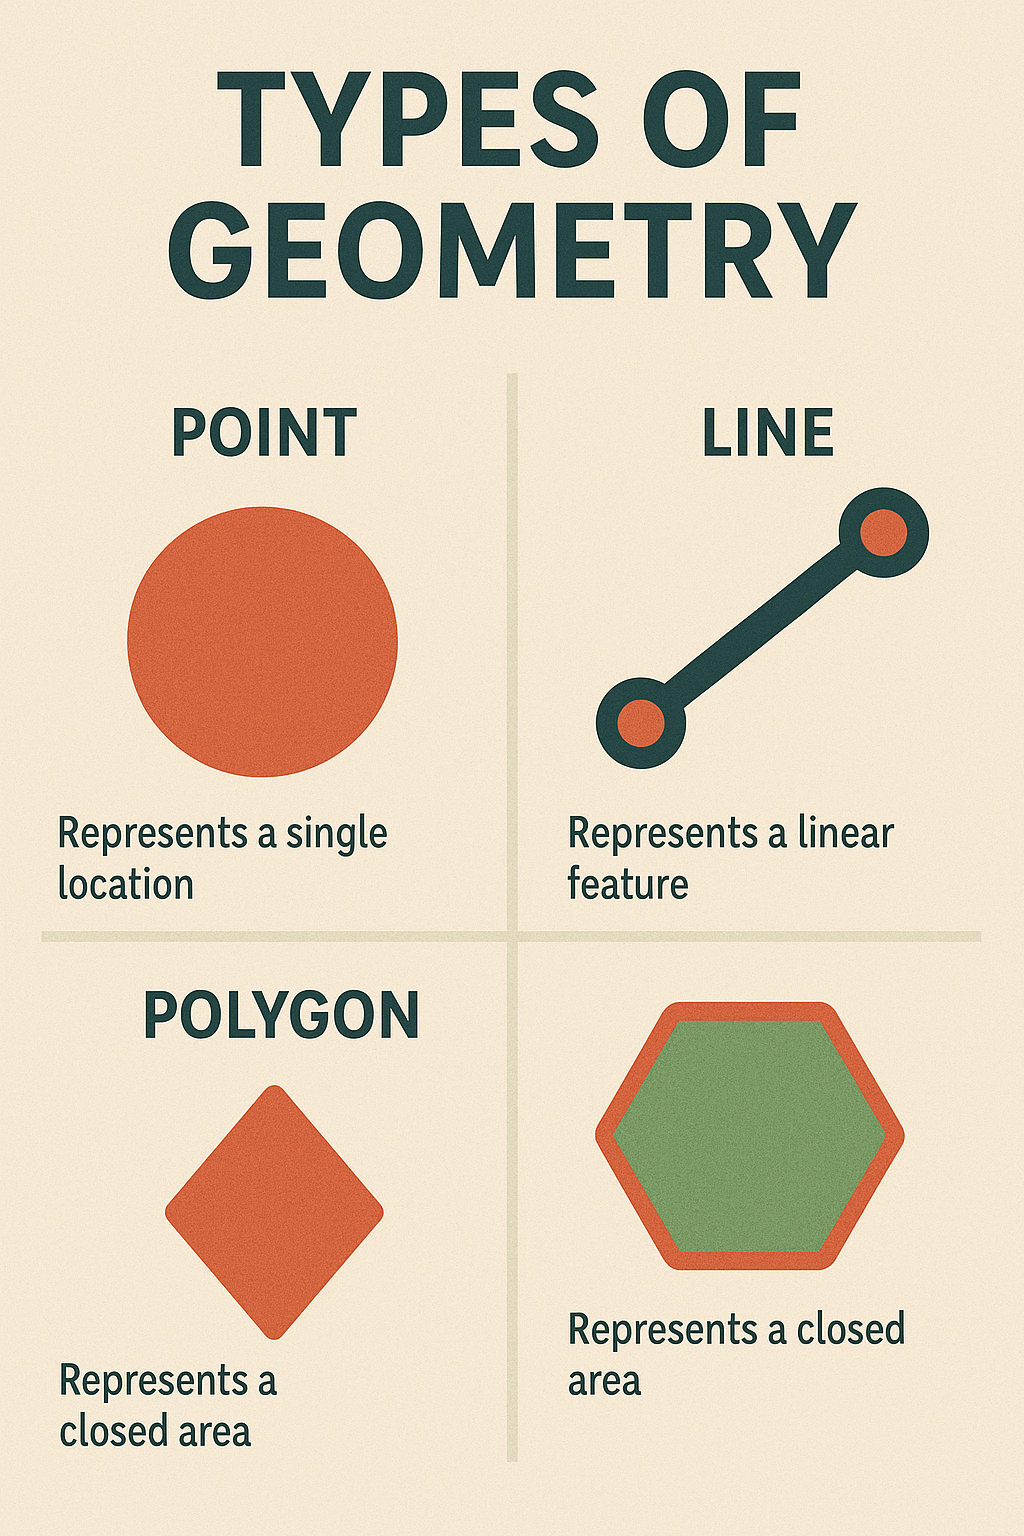 TYPES OF
GEOMETRY
POINT
Represents a single
location
LINE
Represents a linear
feature
POLYGON
Represents a
closed area
Represents a closed
area